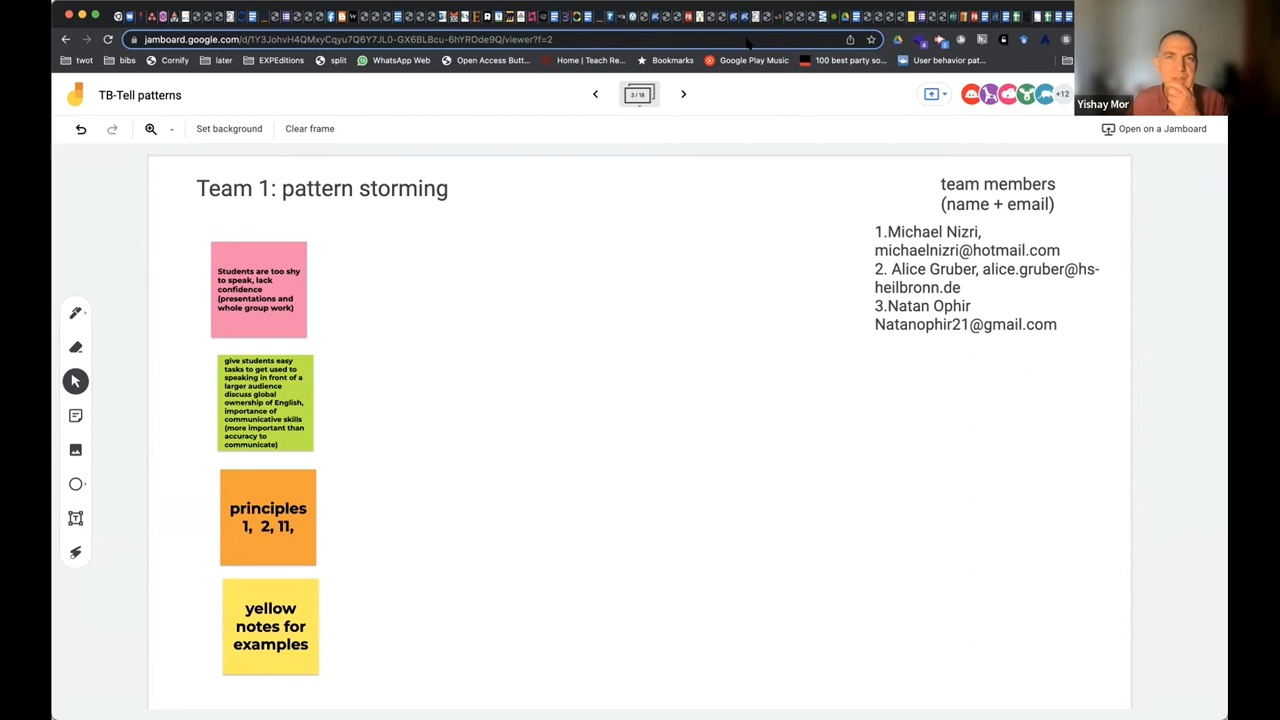 jamboard.google.com/d/1Y3JohvH4QMxyCqyu7Q6Y7JL0-GX6BLBcu-6hYROde9Q/viewer?f=2
twot
bibs
Cornify
later
EXPEditions
split
WhatsApp Web
Open Access Butt...
Home | Teach Re...
Bookmarks
Google Play Music
100 best party so...
User behavior pat...
TB-Tell patterns
3 / 16
+12
Yishay Mor
Set background
Clear frame
Open on a Jamboard
Team 1: pattern storming
team members
(name + email)
1.Michael Nizri,
michaelnizri@hotmail.com
2. Alice Gruber, alice.gruber@hs-
heilbronn.de
3.Natan Ophir
Natanophir21@gmail.com
Students are too shy
to speak, lack
confidence
(presentations and
whole group work)
give students easy
tasks to get used to
speaking in front of a
larger audience
discuss global
ownership of English,
importance of
communicative skills
(more important than
accuracy to
communicate)
principles
1, 2, 11,
yellow
notes for
examples